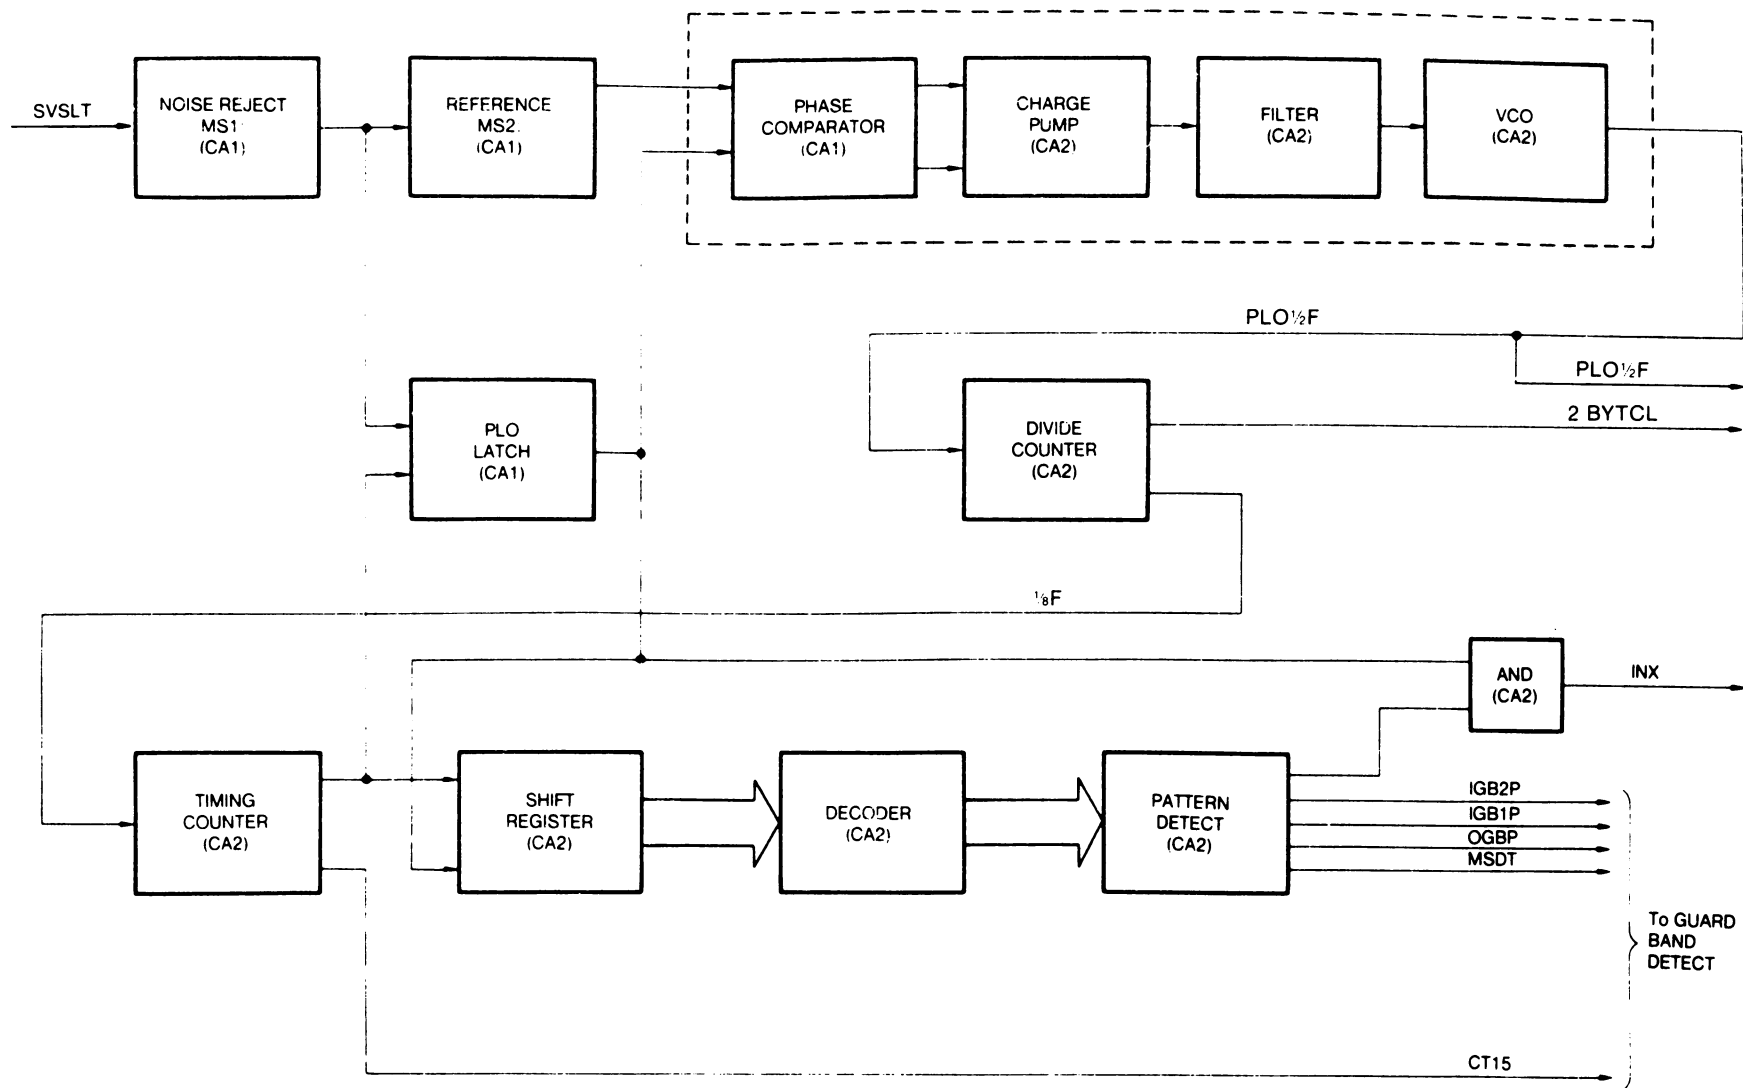 SVSLT
NOISE REJECT
MS1
(CA1)
REFERENCE
MS2
(CA1)
PHASE
COMPARATOR
(CA1)
CHARGE
PUMP
(CA2)
FILTER
(CA2)
VCO
(CA2)
PLO½F
PLO½F
2 BYTCL
PLO
LATCH
(CA1)
DIVIDE
COUNTER
(CA2)
⅛F
AND
(CA2)
INX
TIMING
COUNTER
(CA2)
SHIFT
REGISTER
(CA2)
DECODER
(CA2)
PATTERN
DETECT
(CA2)
IGB2P
IGB1P
OGBP
MSDT
To GUARD
BAND
DETECT
CT15